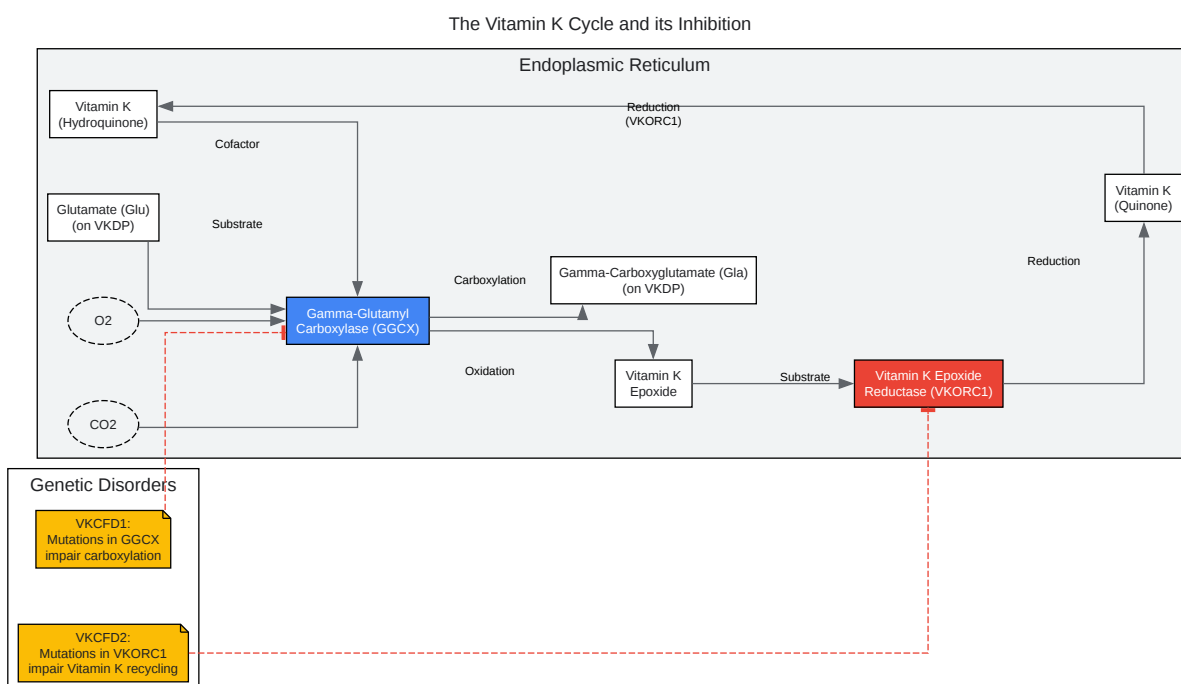 The Vitamin K Cycle and its Inhibition
Endoplasmic Reticulum
Vitamin K
(Hydroquinone)
Reduction
(VKORC1)
Cofactor
Vitamin K
(Quinone)
Glutamate (Glu)
(on VKDP)
Substrate
Reduction
Carboxylation
Gamma-Carboxyglutamate (Gla)
(on VKDP)
O2
Gamma-Glutamyl
Carboxylase (GGCX)
Oxidation
Vitamin K
Epoxide
Substrate
Vitamin K Epoxide
Reductase (VKORC1)
CO2
Genetic Disorders
VKCFD1:
Mutations in GGCX
impair carboxylation
VKCFD2:
Mutations in VKORC1
impair Vitamin K recycling